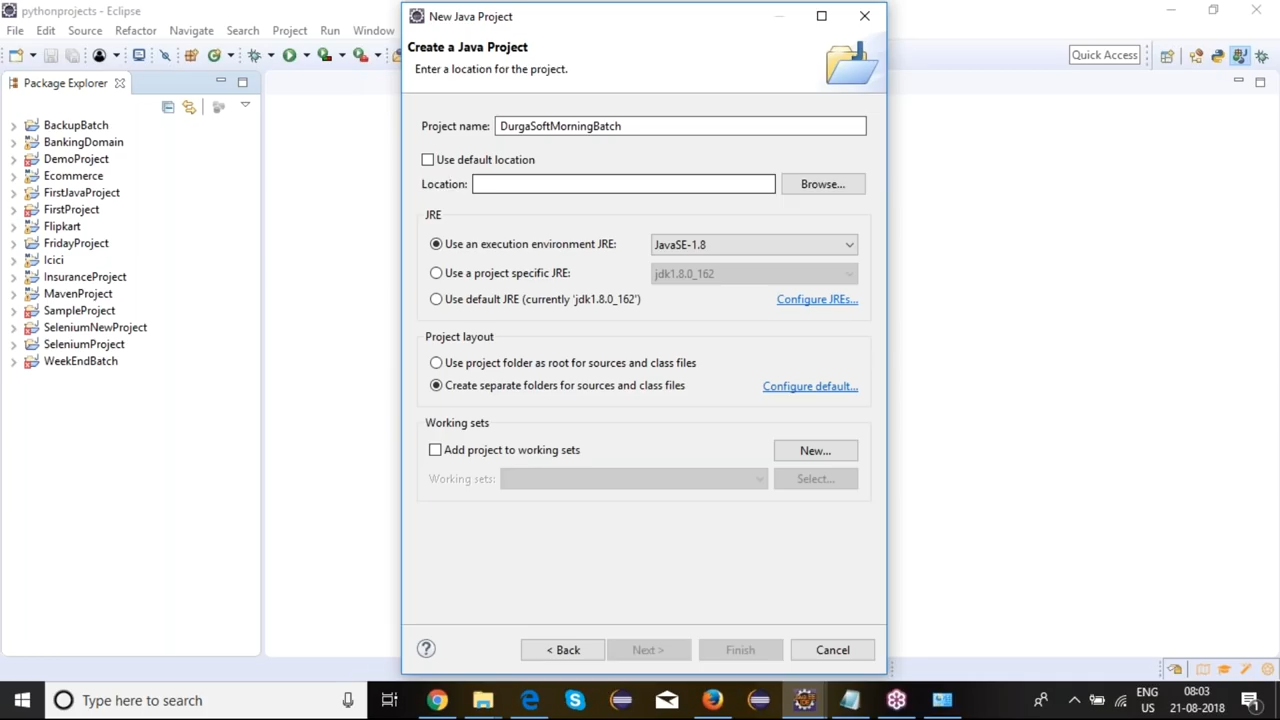 pythonprojects - Eclipse
File Edit Source Refactor Navigate Search Project Run Window
Quick Access
Package Explorer
BackupBatch
BankingDomain
DemoProject
Ecommerce
FirstJavaProject
FirstProject
Flipkart
FridayProject
Icici
InsuranceProject
MavenProject
SampleProject
SeleniumNewProject
SeleniumProject
WeekEndBatch
New Java Project
Create a Java Project
Enter a location for the project.
Project name: DurgaSoftMorningBatch
Use default location
Location: Browse...
JRE
Use an execution environment JRE: JavaSE-1.8
Use a project specific JRE: jdk1.8.0_162
Use default JRE (currently 'jdk1.8.0_162') Configure JREs...
Project layout
Use project folder as root for sources and class files
Create separate folders for sources and class files Configure default...
Working sets
Add project to working sets New...
Working sets: Select...
< Back Next > Finish Cancel
Type here to search
ENG 08:03
US 21-08-2018